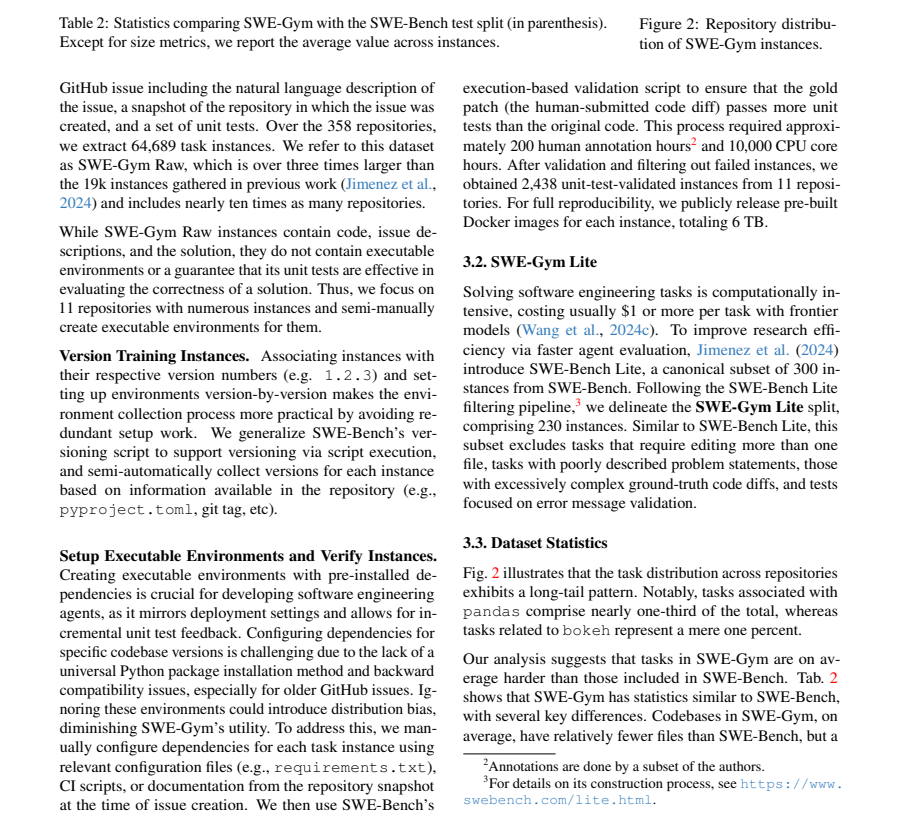 Table 2: Statistics comparing SWE-Gym with the SWE-Bench test split (in parenthesis).
Except for size metrics, we report the average value across instances.
Figure 2: Repository distribu-
tion of SWE-Gym instances.
GitHub issue including the natural language description of
the issue, a snapshot of the repository in which the issue was
created, and a set of unit tests. Over the 358 repositories,
we extract 64,689 task instances. We refer to this dataset
as SWE-Gym Raw, which is over three times larger than
the 19k instances gathered in previous work (Jimenez et al.,
2024) and includes nearly ten times as many repositories.
While SWE-Gym Raw instances contain code, issue de-
scriptions, and the solution, they do not contain executable
environments or a guarantee that its unit tests are effective in
evaluating the correctness of a solution. Thus, we focus on
11 repositories with numerous instances and semi-manually
create executable environments for them.
Version Training Instances. Associating instances with
their respective version numbers (e.g. 1.2.3) and set-
ting up environments version-by-version makes the envi-
ronment collection process more practical by avoiding re-
dundant setup work. We generalize SWE-Bench's ver-
sioning script to support versioning via script execution,
and semi-automatically collect versions for each instance
based on information available in the repository (e.g.,
pyproject.toml, git tag, etc).
Setup Executable Environments and Verify Instances.
Creating executable environments with pre-installed de-
pendencies is crucial for developing software engineering
agents, as it mirrors deployment settings and allows for in-
cremental unit test feedback. Configuring dependencies for
specific codebase versions is challenging due to the lack of a
universal Python package installation method and backward
compatibility issues, especially for older GitHub issues. Ig-
noring these environments could introduce distribution bias,
diminishing SWE-Gym's utility. To address this, we man-
ually configure dependencies for each task instance using
relevant configuration files (e.g., requirements.txt),
CI scripts, or documentation from the repository snapshot
at the time of issue creation. We then use SWE-Bench's
execution-based validation script to ensure that the gold
patch (the human-submitted code diff) passes more unit
tests than the original code. This process required approxi-
mately 200 human annotation hours2 and 10,000 CPU core
hours. After validation and filtering out failed instances, we
obtained 2,438 unit-test-validated instances from 11 reposi-
tories. For full reproducibility, we publicly release pre-built
Docker images for each instance, totaling 6 TB.
3.2. SWE-Gym Lite
Solving software engineering tasks is computationally in-
tensive, costing usually $1 or more per task with frontier
models (Wang et al., 2024c). To improve research effi-
ciency via faster agent evaluation, Jimenez et al. (2024)
introduce SWE-Bench Lite, a canonical subset of 300 in-
stances from SWE-Bench. Following the SWE-Bench Lite
filtering pipeline,3 we delineate the SWE-Gym Lite split,
comprising 230 instances. Similar to SWE-Bench Lite, this
subset excludes tasks that require editing more than one
file, tasks with poorly described problem statements, those
with excessively complex ground-truth code diffs, and tests
focused on error message validation.
3.3. Dataset Statistics
Fig. 2 illustrates that the task distribution across repositories
exhibits a long-tail pattern. Notably, tasks associated with
pandas comprise nearly one-third of the total, whereas
tasks related to bokeh represent a mere one percent.
Our analysis suggests that tasks in SWE-Gym are on av-
erage harder than those included in SWE-Bench. Tab. 2
shows that SWE-Gym has statistics similar to SWE-Bench,
with several key differences. Codebases in SWE-Gym, on
average, have relatively fewer files than SWE-Bench, but a
2Annotations are done by a subset of the authors.
3For details on its construction process, see https://www.
swebench.com/lite.html.